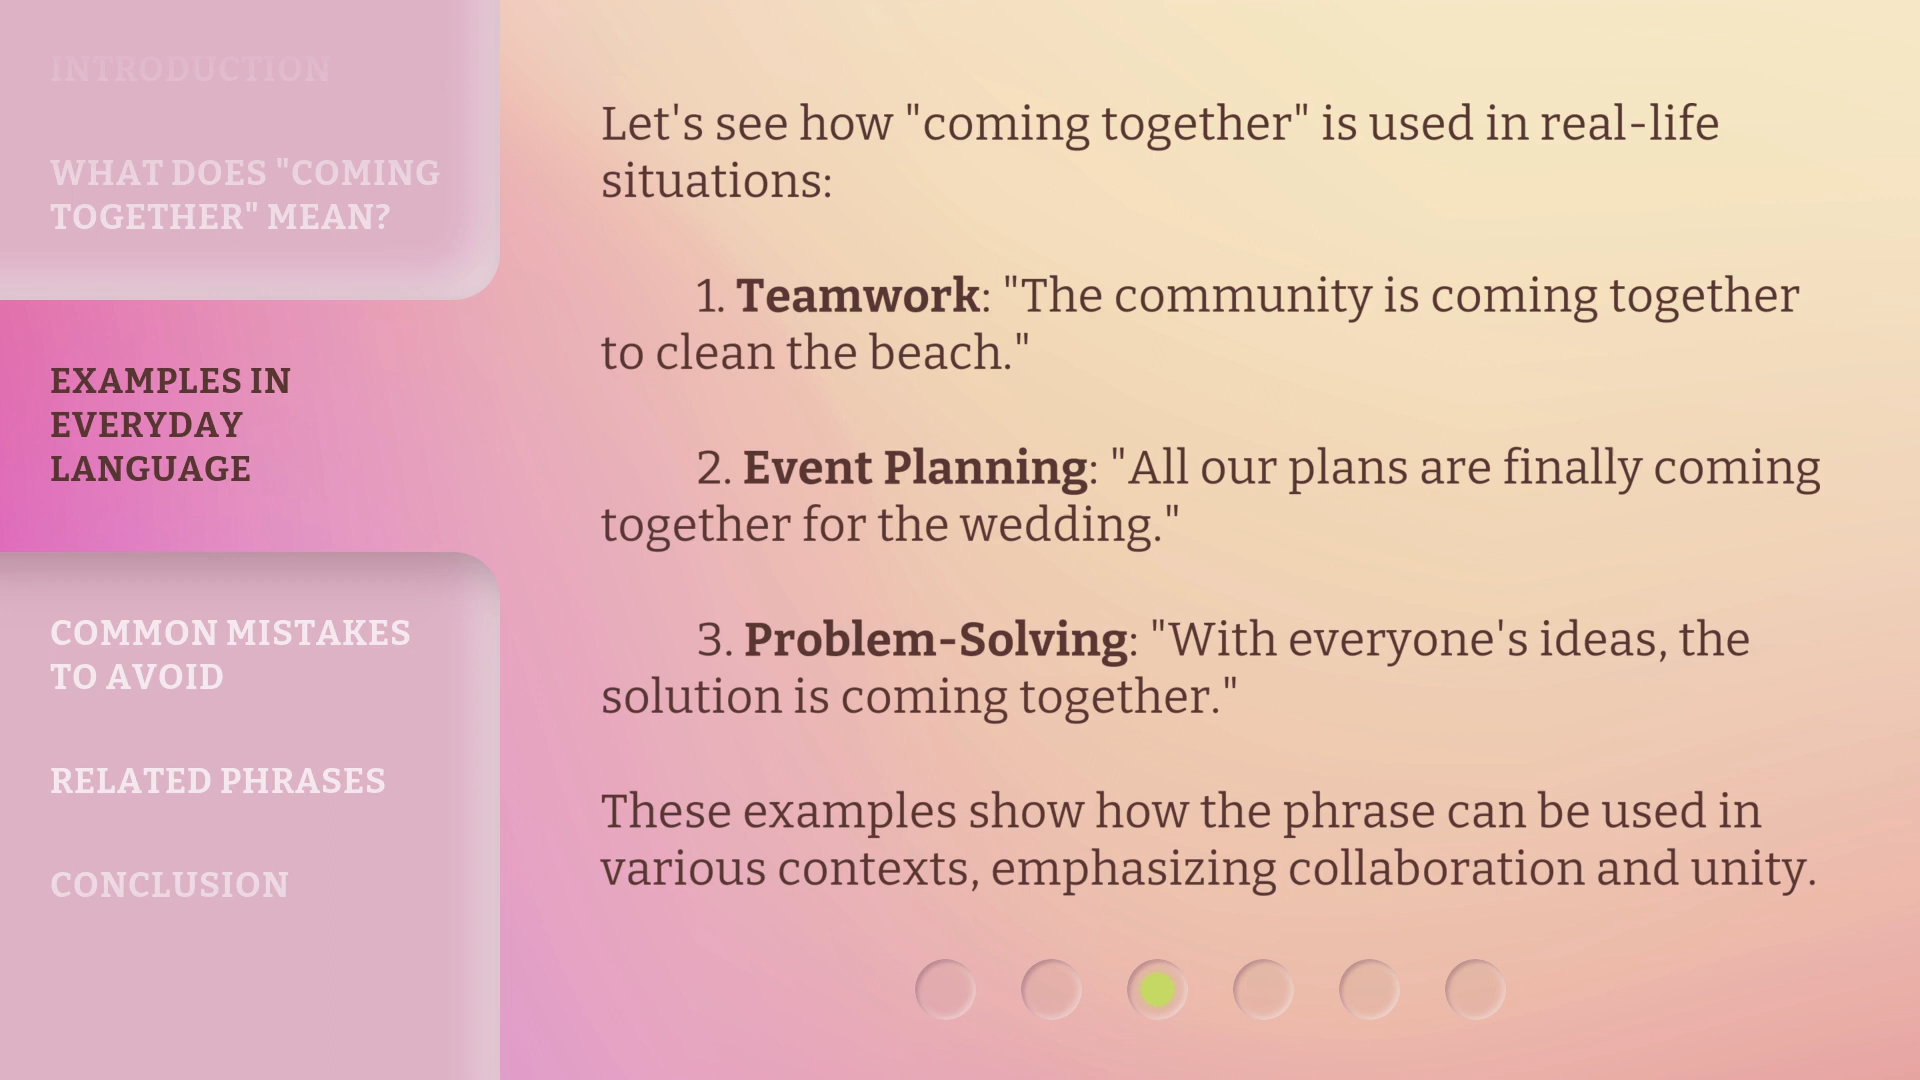 INTRODUCTION
WHAT DOES "COMING
TOGETHER" MEAN?
EXAMPLES IN
EVERYDAY
LANGUAGE
COMMON MISTAKES
TO AVOID
RELATED PHRASES
CONCLUSION
Let's see how "coming together" is used in real-life
situations:
1. Teamwork: "The community is coming together
to clean the beach."
2. Event Planning: "All our plans are finally coming
together for the wedding."
3. Problem-Solving: "With everyone's ideas, the
solution is coming together."
These examples show how the phrase can be used in
various contexts, emphasizing collaboration and unity.